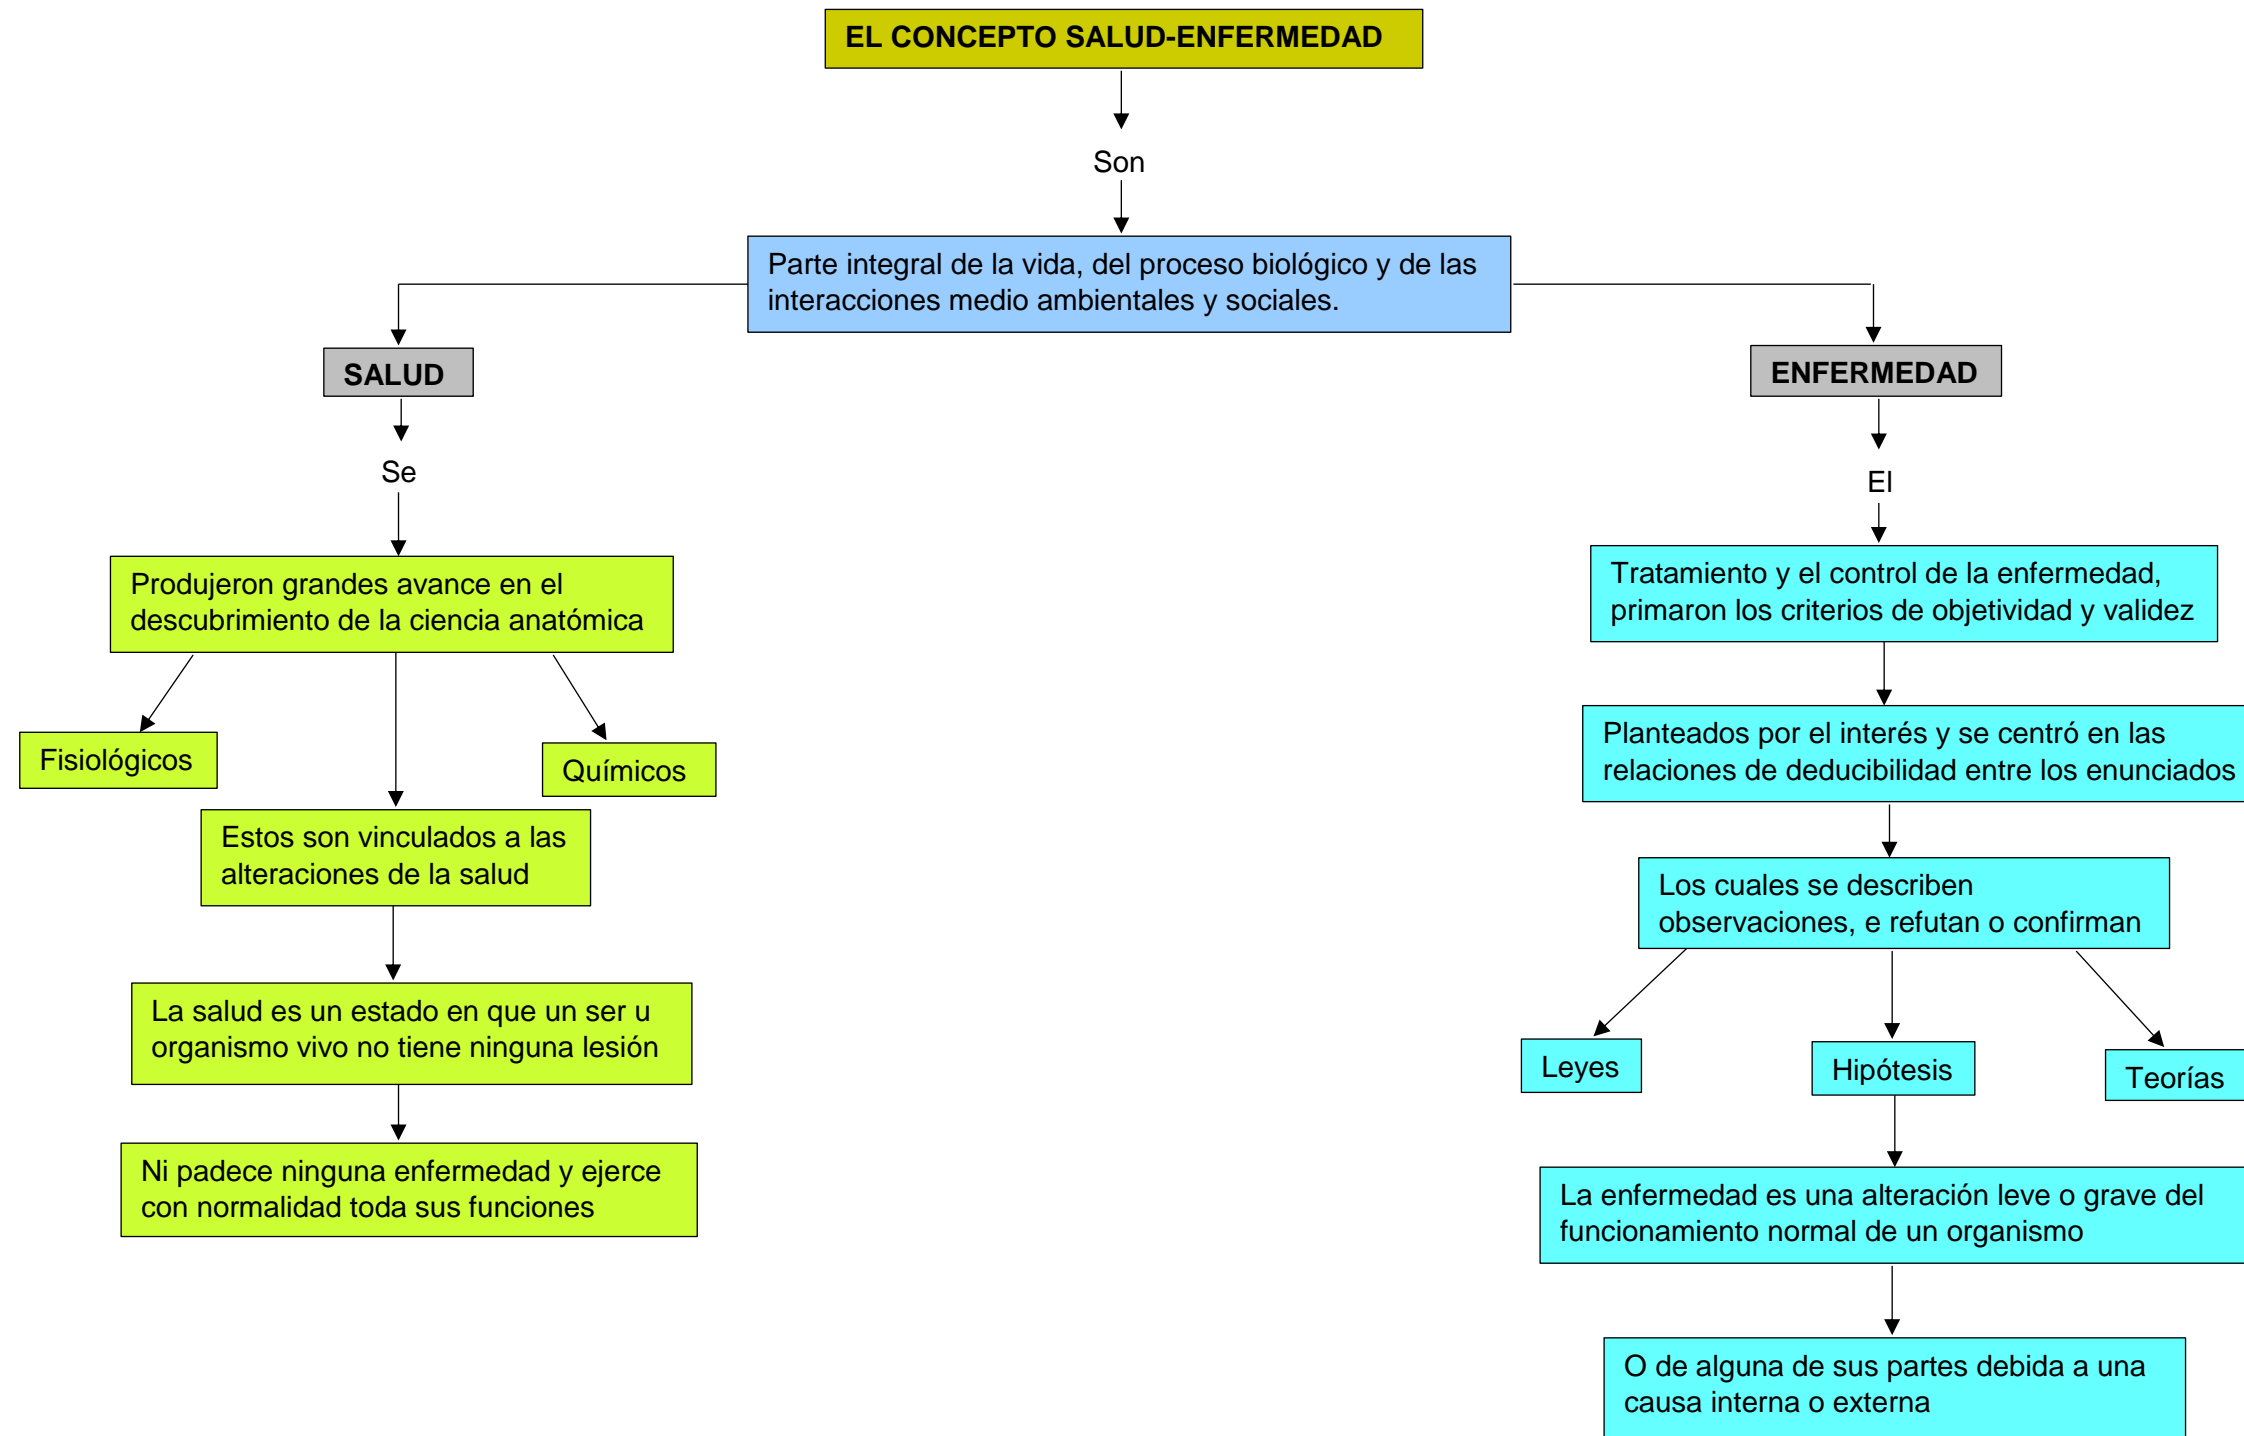 EL CONCEPTO SALUD-ENFERMEDAD
Son
Parte integral de la vida, del proceso biológico y de las
interacciones medio ambientales y sociales.
SALUD
Se
Produjeron grandes avance en el
descubrimiento de la ciencia anatómica
Fisiológicos
Químicos
Estos son vinculados a las
alteraciones de la salud
La salud es un estado en que un ser u
organismo vivo no tiene ninguna lesión
Ni padece ninguna enfermedad y ejerce
con normalidad toda sus funciones
ENFERMEDAD
El
Tratamiento y el control de la enfermedad,
primaron los criterios de objetividad y validez
Planteados por el interés y se centró en las
relaciones de deducibilidad entre los enunciados
Los cuales se describen
observaciones, e refutan o confirman
Leyes
Hipótesis
Teorías
La enfermedad es una alteración leve o grave del
funcionamiento normal de un organismo
O de alguna de sus partes debida a una
causa interna o externa